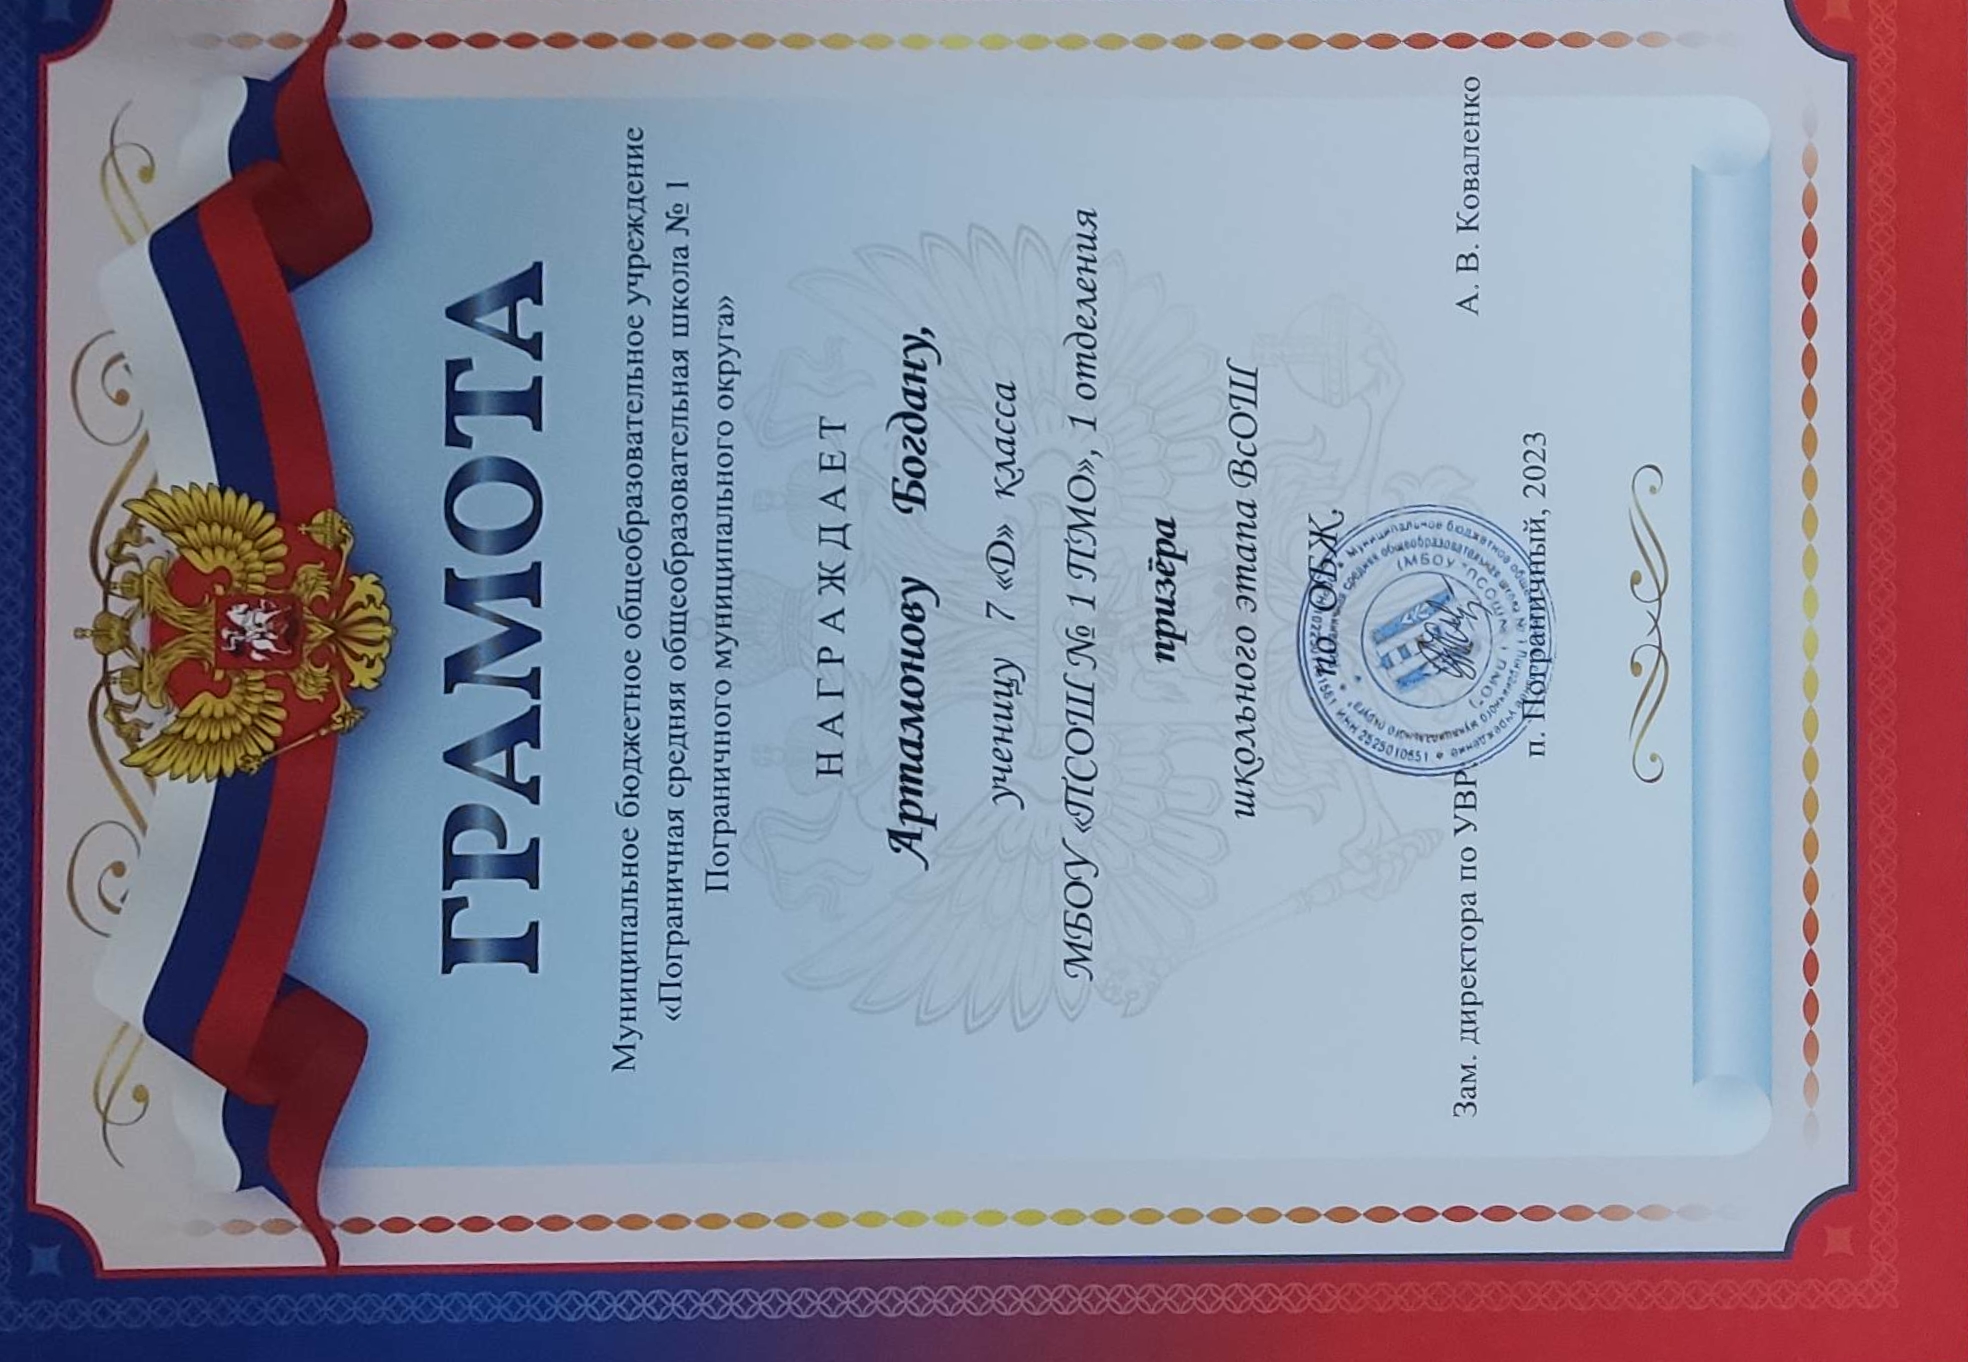 ГРАМОТА
Муниципальное бюджетное общеобразовательное учреждение
«Пограничная средняя общеобразовательная школа № 1
Пограничного муниципального округа»
НАГРАЖДАЕТ
Артамонову Богдану,
ученицу 7 «D» класса
МБОУ «ПСОШ № 1 ПМО», 1 отделения
призёра
школьного этапа ВсОШ
по ОБЖ.
Зам. директора по УВР
А. В. Коваленко
п. Пограничный, 2023